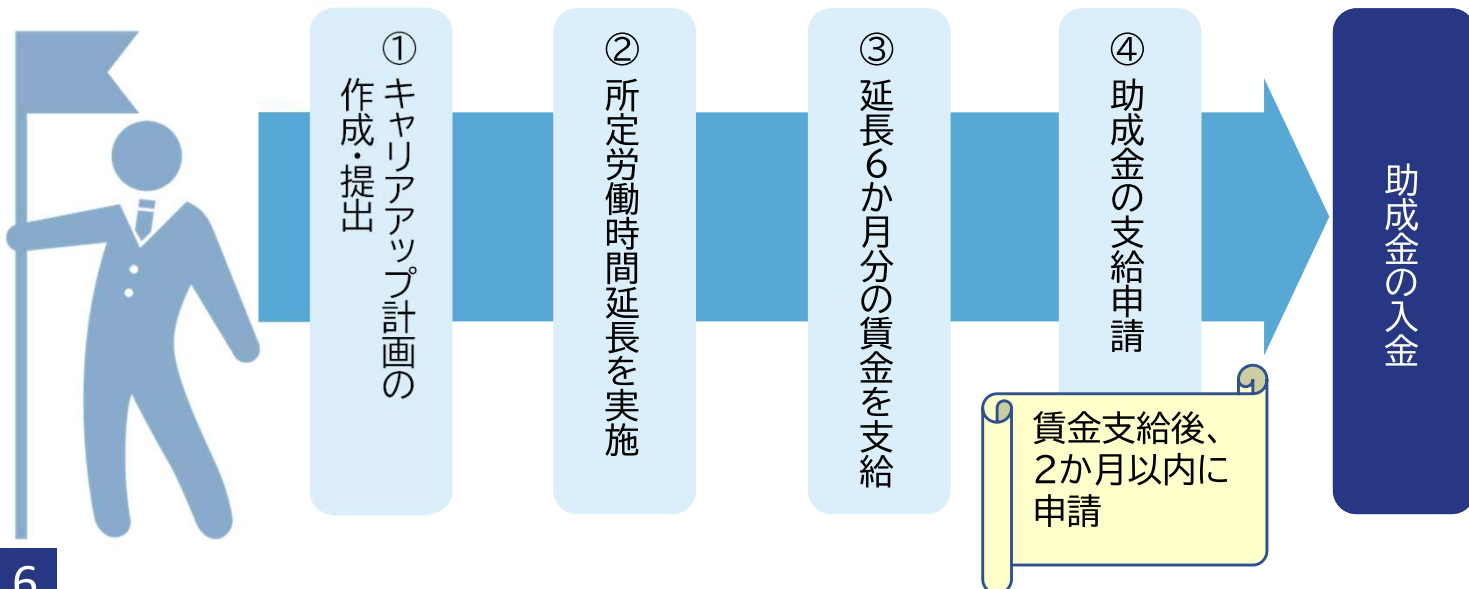 ① キャリアアップ計画の
作成・提出
② 所定労働時間延長を実施
③ 延長６か月分の賃金を支給
④ 助成金の支給申請
賃金支給後、
２か月以内に
申請
助成金の入金
6